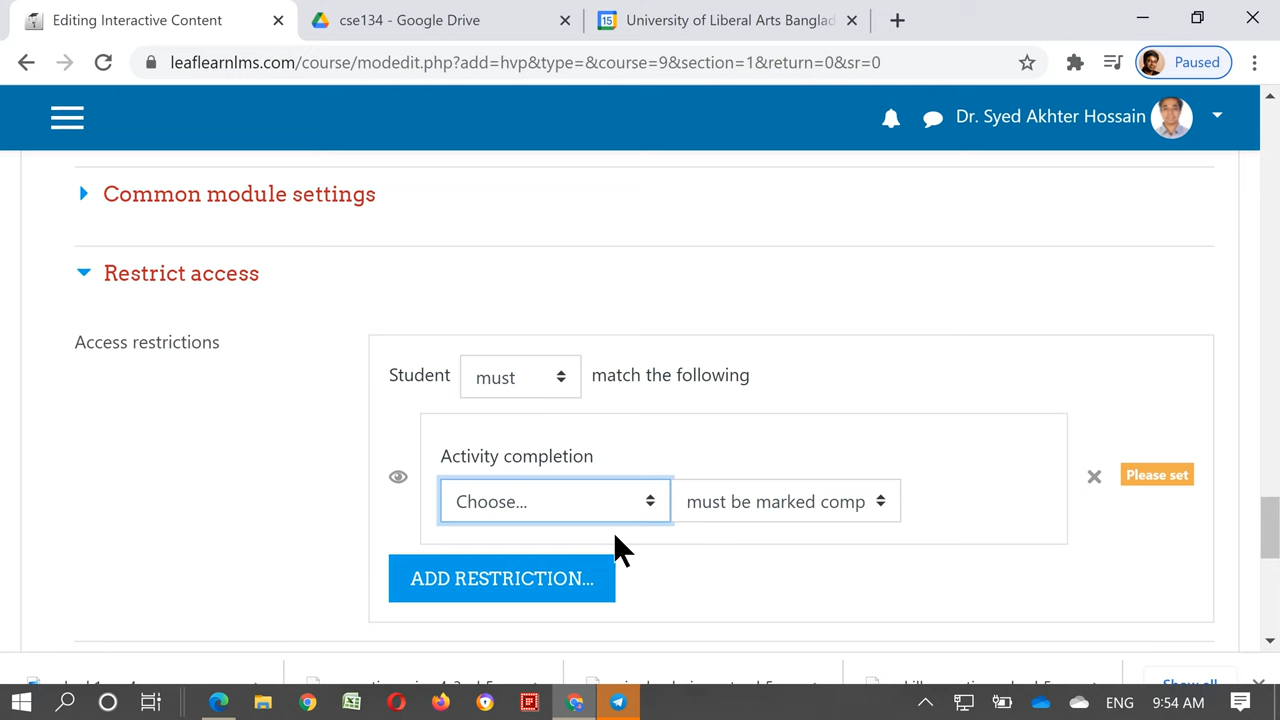 Editing Interactive Content
cse134 - Google Drive
15
University of Liberal Arts Banglad
leaflearnlms.com/course/modedit.php?add=hvp&type=&course=9&section=1&return=0&sr=0
Paused
Dr. Syed Akhter Hossain
Common module settings
Restrict access
Access restrictions
Student must match the following
Activity completion
Choose...
must be marked comp
Please set
ADD RESTRICTION...
Show all
ENG
9:54 AM